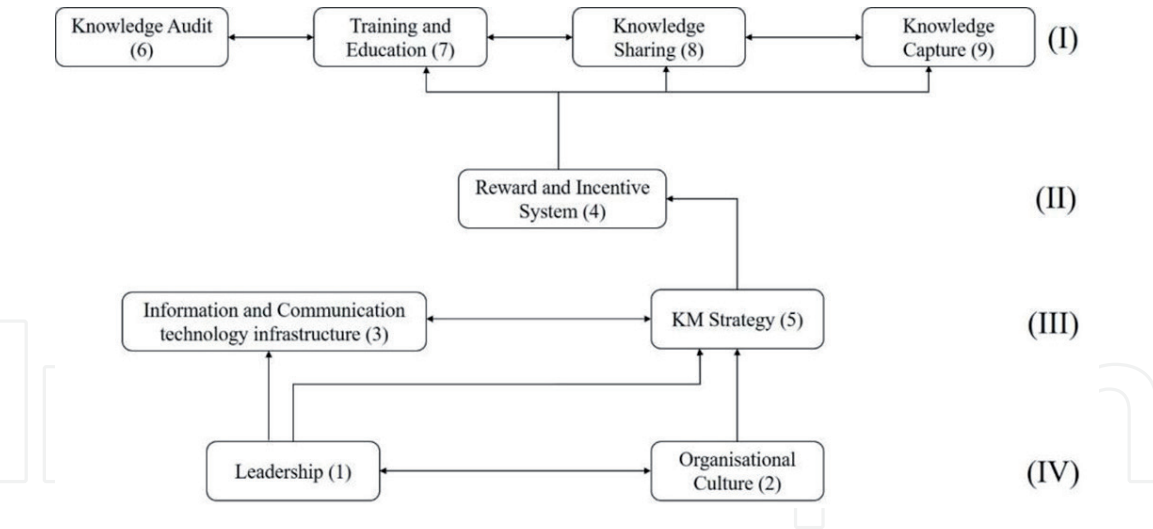 Knowledge Audit
(6)
Training and
Education (7)
Knowledge
Sharing (8)
Knowledge
Capture (9)
(I)
Reward and Incentive
System (4)
(II)
Information and Communication
technology infrastructure (3)
KM Strategy (5)
(III)
Leadership (1)
Organisational
Culture (2)
(IV)